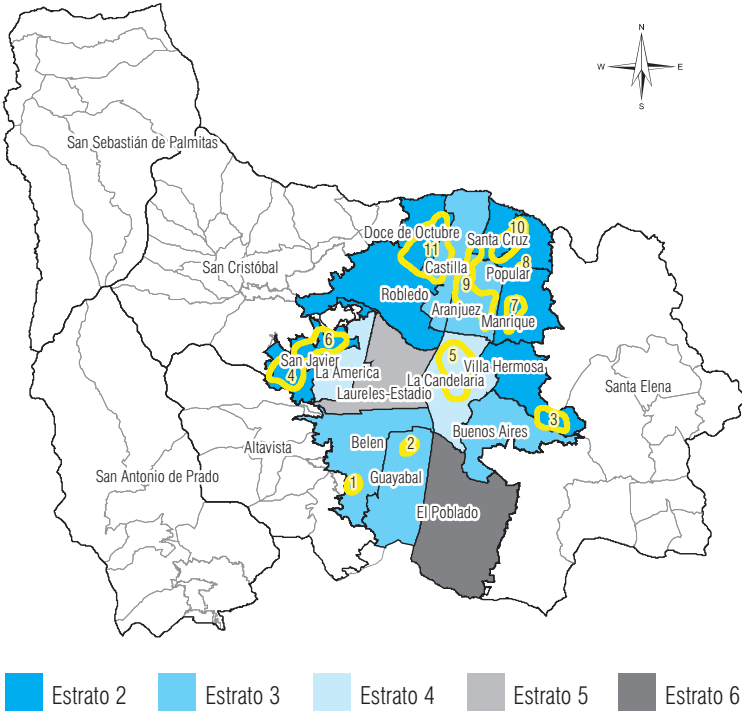 N
W E
S
San Sebastián de Palmitas
Doce de Octubre
10
Santa Cruz
11
San Cristóbal
Castilla
8
Popular
9
Robledo
7
Aranjuez
Manrique
6
San Javier
5
Villa Hermosa
4
La America
La Candelaria
Santa Elena
Laureles-Estadio
3
Buenos Aires
Belen
2
Altavista
San Antonio de Prado
1
Guayabal
El Poblado
Estrato 2
Estrato 3
Estrato 4
Estrato 5
Estrato 6